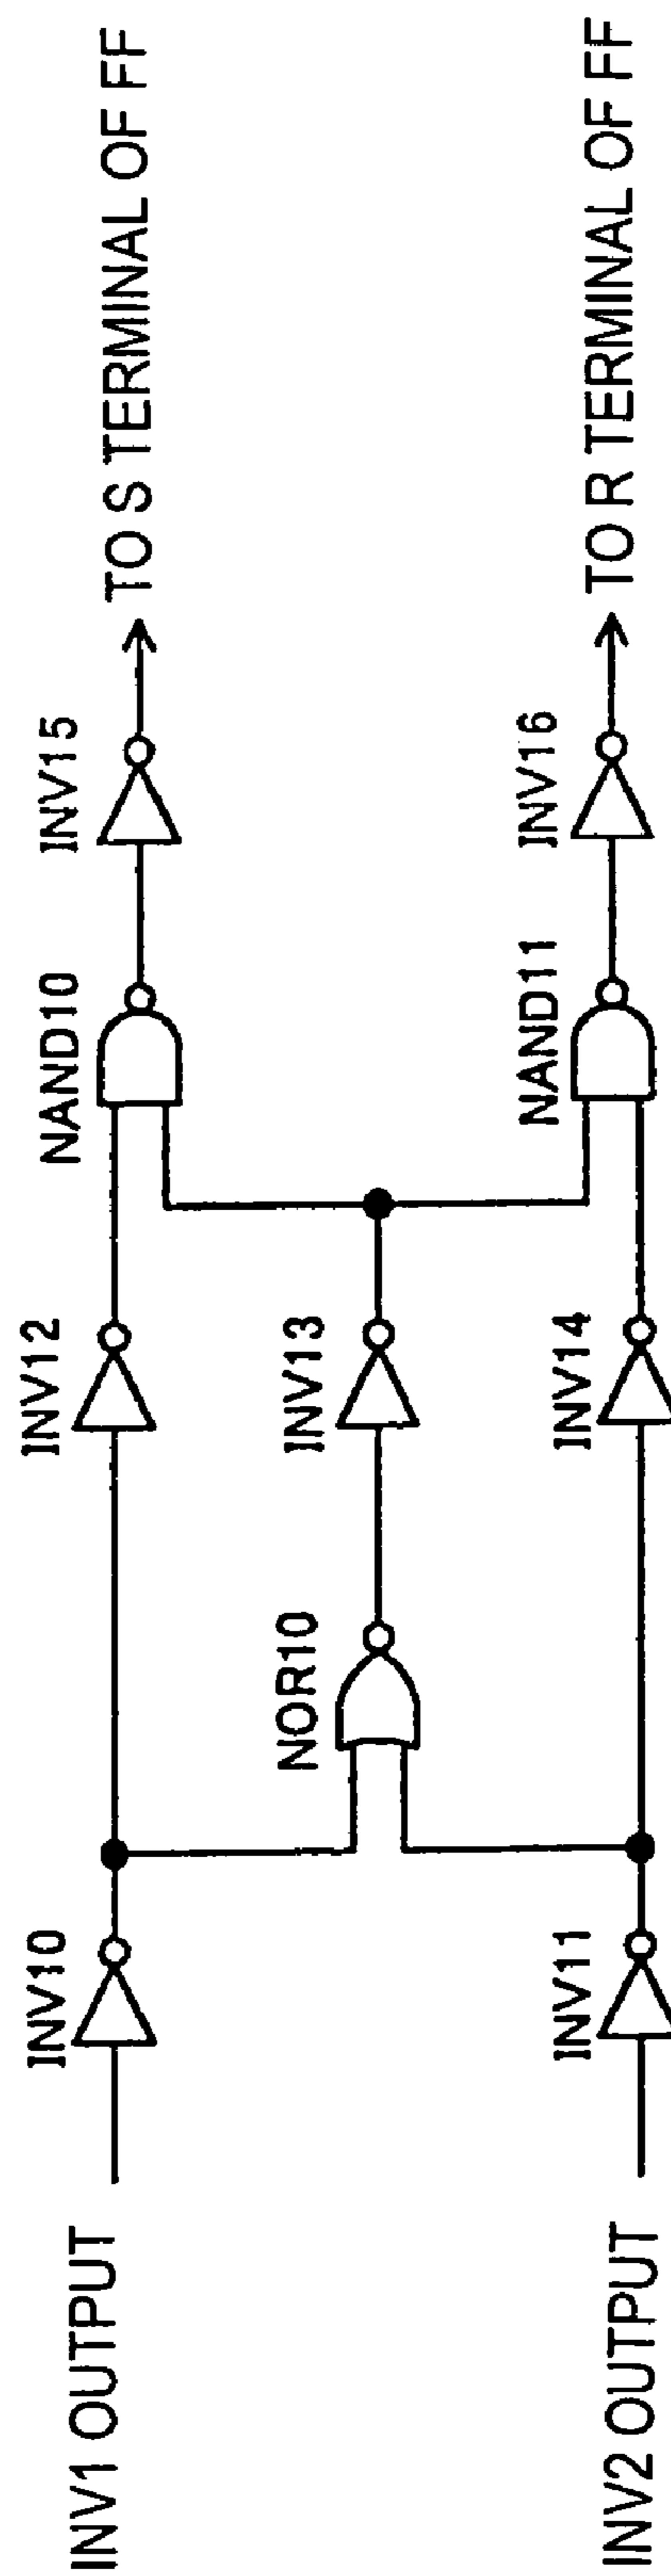 INV1 OUTPUT
INV10
INV12
NAND10
INV15
TO S TERMINAL OF FF
NOR10
INV13
INV2 OUTPUT
INV11
INV14
NAND11
INV16
TO R TERMINAL OF FF